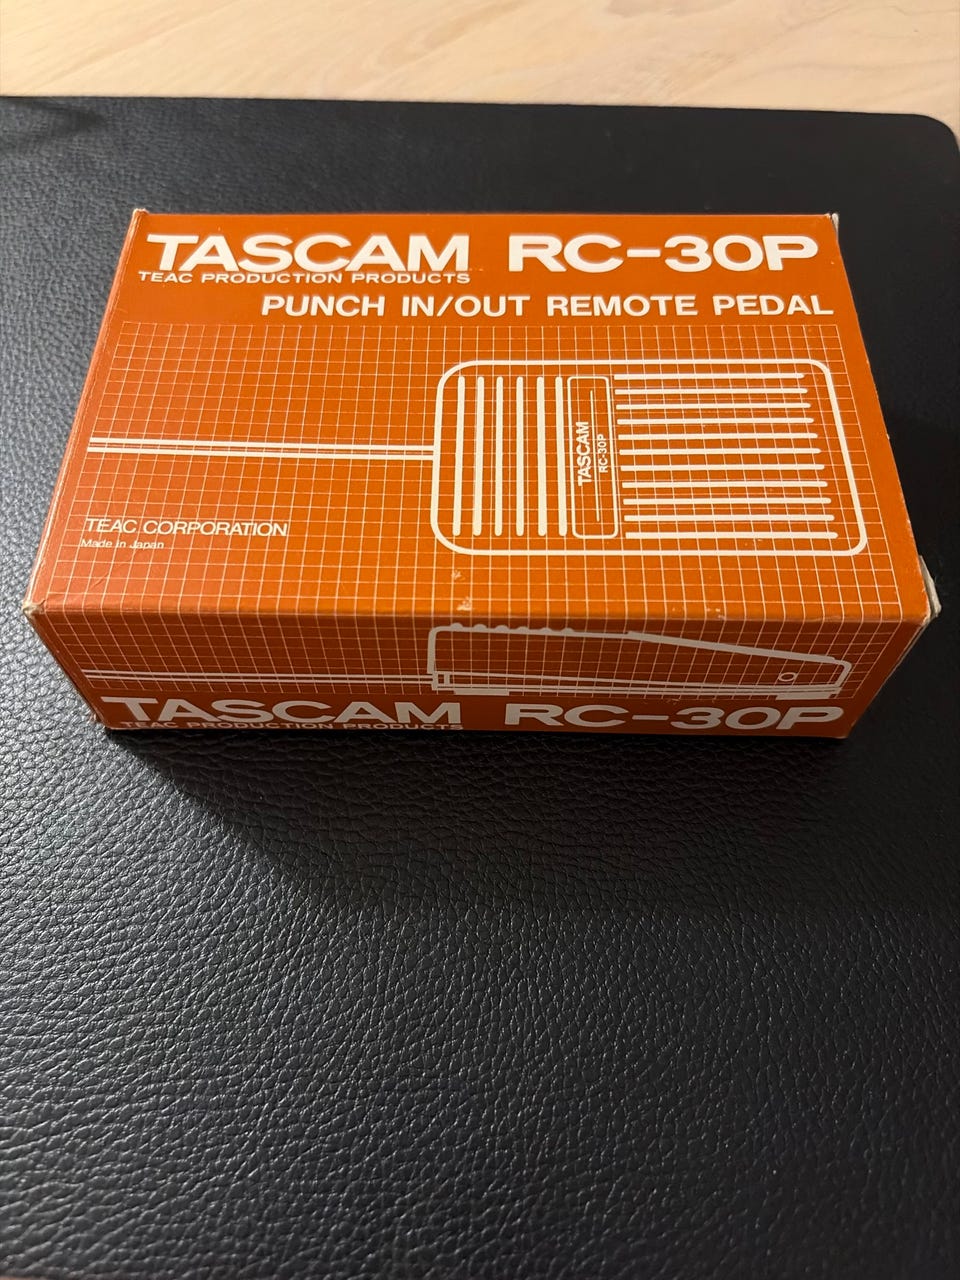 TASCAM RC-30P
TEAC PRODUCTION PRODUCTS
PUNCH IN/OUT REMOTE PEDAL
TASCAM
RC-30P
TEAC CORPORATION
Made in Japan
TASCAM RC-30P
TEAC PRODUCTION PRODUCTS